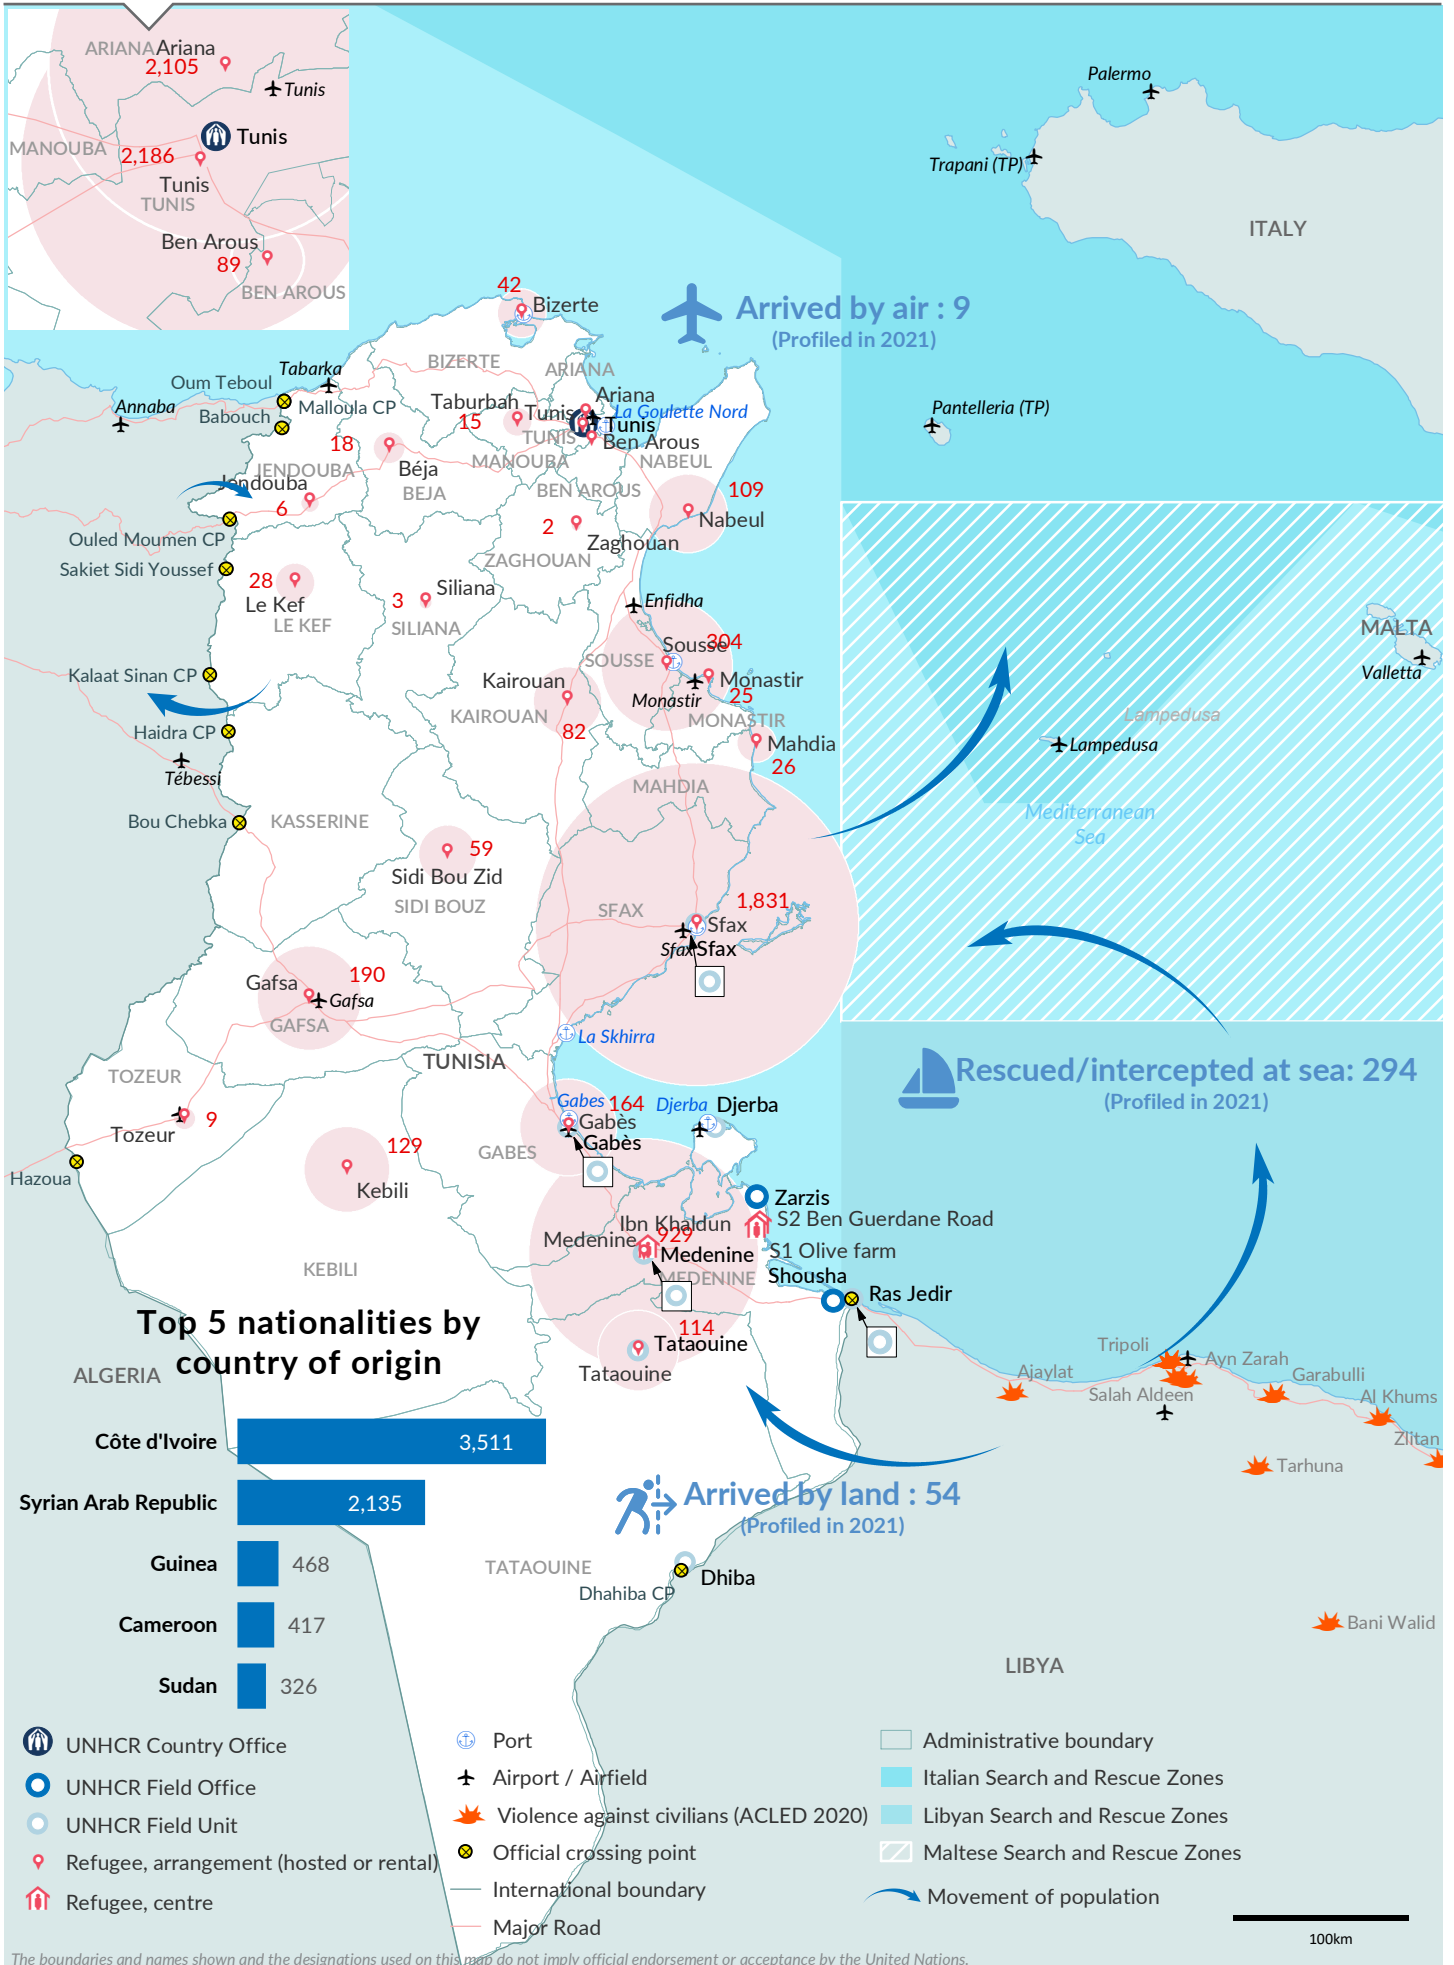 ARIANA
Ariana
2,105
Tunis
Tunis
MANOUBA
2,186
Tunis
TUNIS
Ben Arous
89
BEN AROUS
Palermo
Trapani (TP)
ITALY
42
Bizerte
Arrived by air : 9
(Profiled in 2021)
BIZERTE
ARIANA
Tabarka
Oum Teboul
Malloula CP
Annaba
Babouch
Taburbah
15
Ariana
La Goulette Nord
Tunis
Tunis
TUNIS
Ben Arous
MANOUBA
NABEUL
Pantelleria (TP)
18
Béja
BEJA
JENDOUBA
Jendouba
6
BEN AROUS
109
Nabeul
2
Zaghouan
ZAGHOUAN
Ouled Moumen CP
Sakiet Sidi Youssef
28
Le Kef
LE KEF
3
Siliana
SILIANA
Enfidha
304
Sousse
SOUSSE
Monastir
25
Monastir
MONASTIR
MALTA
Valletta
Kalaat Sinan CP
Kairouan
KAIROUAN
82
Lampedusa
Lampedusa
Haidra CP
Tébessi
Mahdia
26
MAHDIA
Mediterranean
Sea
Bou Chebka
KASSERINE
59
Sidi Bou Zid
SIDI BOUZ
SFAX
1,831
Sfax
Sfax
Sfax
190
Gafsa
Gafsa
GAFSA
La Skhirra
TUNISIA
Rescued/intercepted at sea: 294
(Profiled in 2021)
TOZEUR
9
Tozeur
Hazoua
129
Kebili
GABES
Gabes
164
Gabès
Gabès
Djerba
Djerba
Zarzis
S2 Ben Guerdane Road
Ibn Khaldun
929
Medenine
Medenine
MEDENINE
S1 Olive farm
Shousha
Ras Jedir
KEBILI
114
Tataouine
Tataouine
Tripoli
Ayn Zarah
Ajaylat
Salah Aldeen
Garabulli
Al Khums
Zlitan
Tarhuna
ALGERIA
Top 5 nationalities by
country of origin
Côte d'Ivoire
3,511
Syrian Arab Republic
2,135
Guinea
468
Cameroon
417
Sudan
326
Arrived by land : 54
(Profiled in 2021)
TATAOUINE
Dhahiba CP
Dhiba
Bani Walid
LIBYA
UNHCR Country Office
UNHCR Field Office
UNHCR Field Unit
Refugee, arrangement (hosted or rental)
Refugee, centre
Port
Airport / Airfield
Violence against civilians (ACLED 2020)
Official crossing point
International boundary
Major Road
Administrative boundary
Italian Search and Rescue Zones
Libyan Search and Rescue Zones
Maltese Search and Rescue Zones
Movement of population
100km
The boundaries and names shown and the designations used on this map do not imply official endorsement or acceptance by the United Nations.